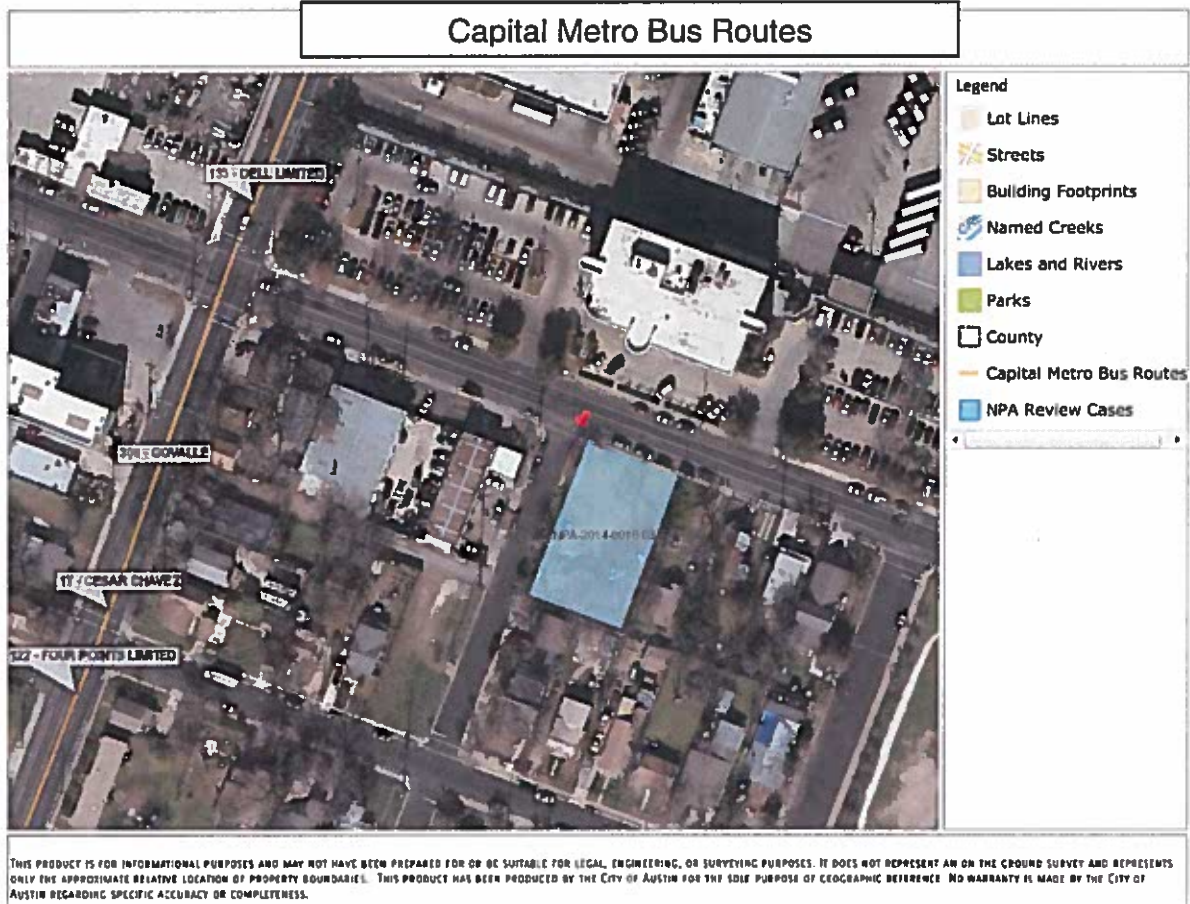 Capital Metro Bus Routes
Legend
Lot Lines
Streets
Building Footprints
Named Creeks
Lakes and Rivers
Parks
County
Capital Metro Bus Routes
NPA Review Cases
- DELL LIMITED
- GOVALLE
17 - CESAR CHAVEZ
- FOUR POINTS LIMITED
THIS PRODUCT IS FOR INFORMATIONAL PURPOSES AND MAY NOT HAVE BEEN PREPARED FOR OR BE SUITABLE FOR LEGAL, ENGINEERING, OR SURVEYING PURPOSES. IT DOES NOT REPRESENT AN ON THE GROUND SURVEY AND REPRESENTS
ONLY THE APPROXIMATE RELATIVE LOCATION OF PROPERTY BOUNDARIES. THIS PRODUCT HAS BEEN PRODUCED BY THE CITY OF AUSTIN FOR THE SOLE PURPOSE OF GEOGRAPHIC REFERENCE. NO WARRANTY IS MADE BY THE CITY OF
AUSTIN REGARDING SPECIFIC ACCURACY OR COMPLETENESS.